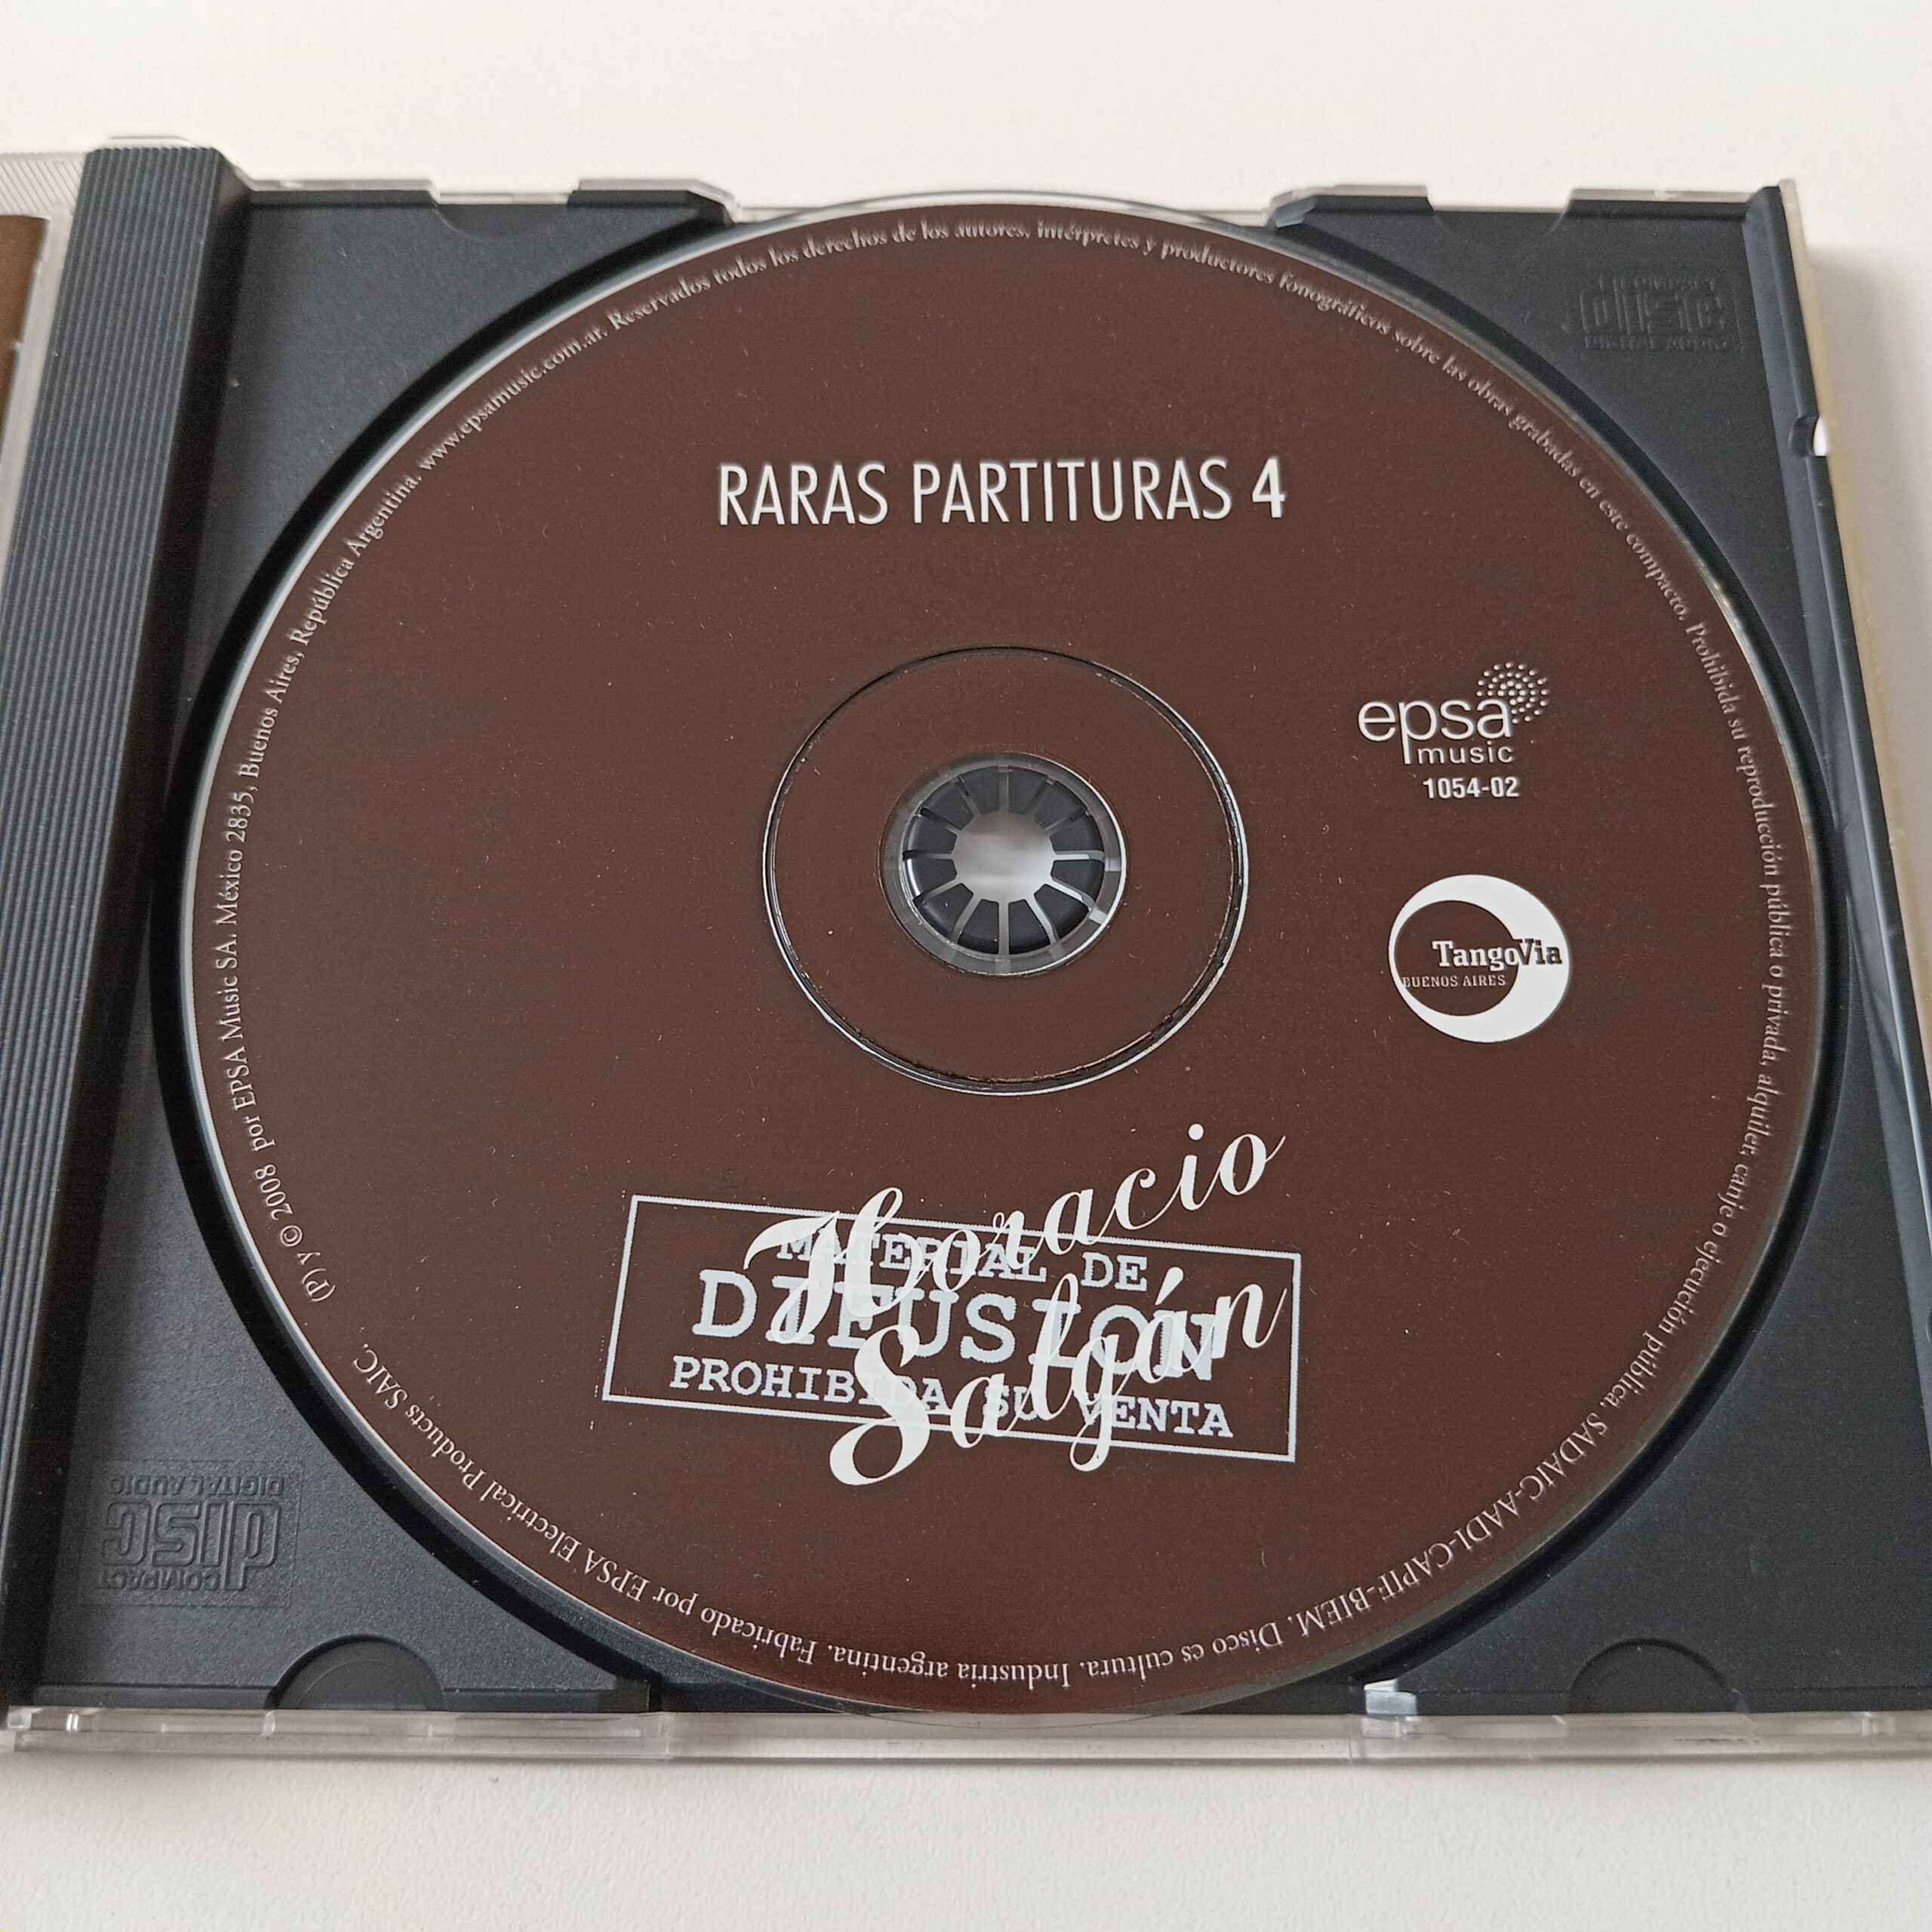 RARAS PARTITURAS 4
epsa
music
1054-02
TangoVia
BUENOS AIRES
Horacio
Salgán
MATERIAL DE
DIFUSION
PROHIBIDA SU VENTA
(P) y © 2008 por EPSA Music SA. México 2835, Buenos Aires, República Argentina. www.epsamusic.com.ar. Reservados todos los derechos de los autores, intérpretes y productores fonográficos sobre las obras grabadas en este compacto. Prohibida su reproducción pública o privada, alquiler, canje o ejecución pública. SADAIC-AADI-CAPIF-BIEM. Disco es cultura. Industria argentina. Fabricado por EPSA Electrical Products SAIC.
COMPACT
disc
DIGITAL AUDIO
COMPACT
disc
DIGITAL AUDIO